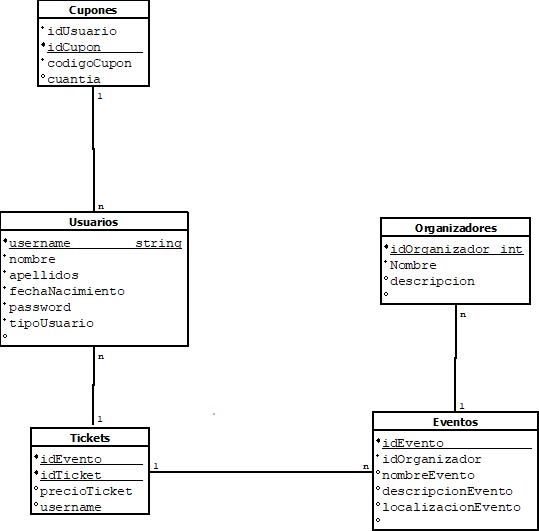 Cupones
idUsuario
idCupon
codigoCupon
cuantia
1
n
Usuarios
username string
nombre
apellidos
fechaNacimiento
password
tipoUsuario
n
1
Organizadores
idOrganizador int
Nombre
descripcion
n
1
Tickets
idEvento
idTicket
precioTicket
username
1
n
Eventos
idEvento
idOrganizador
nombreEvento
descripcionEvento
localizacionEvento